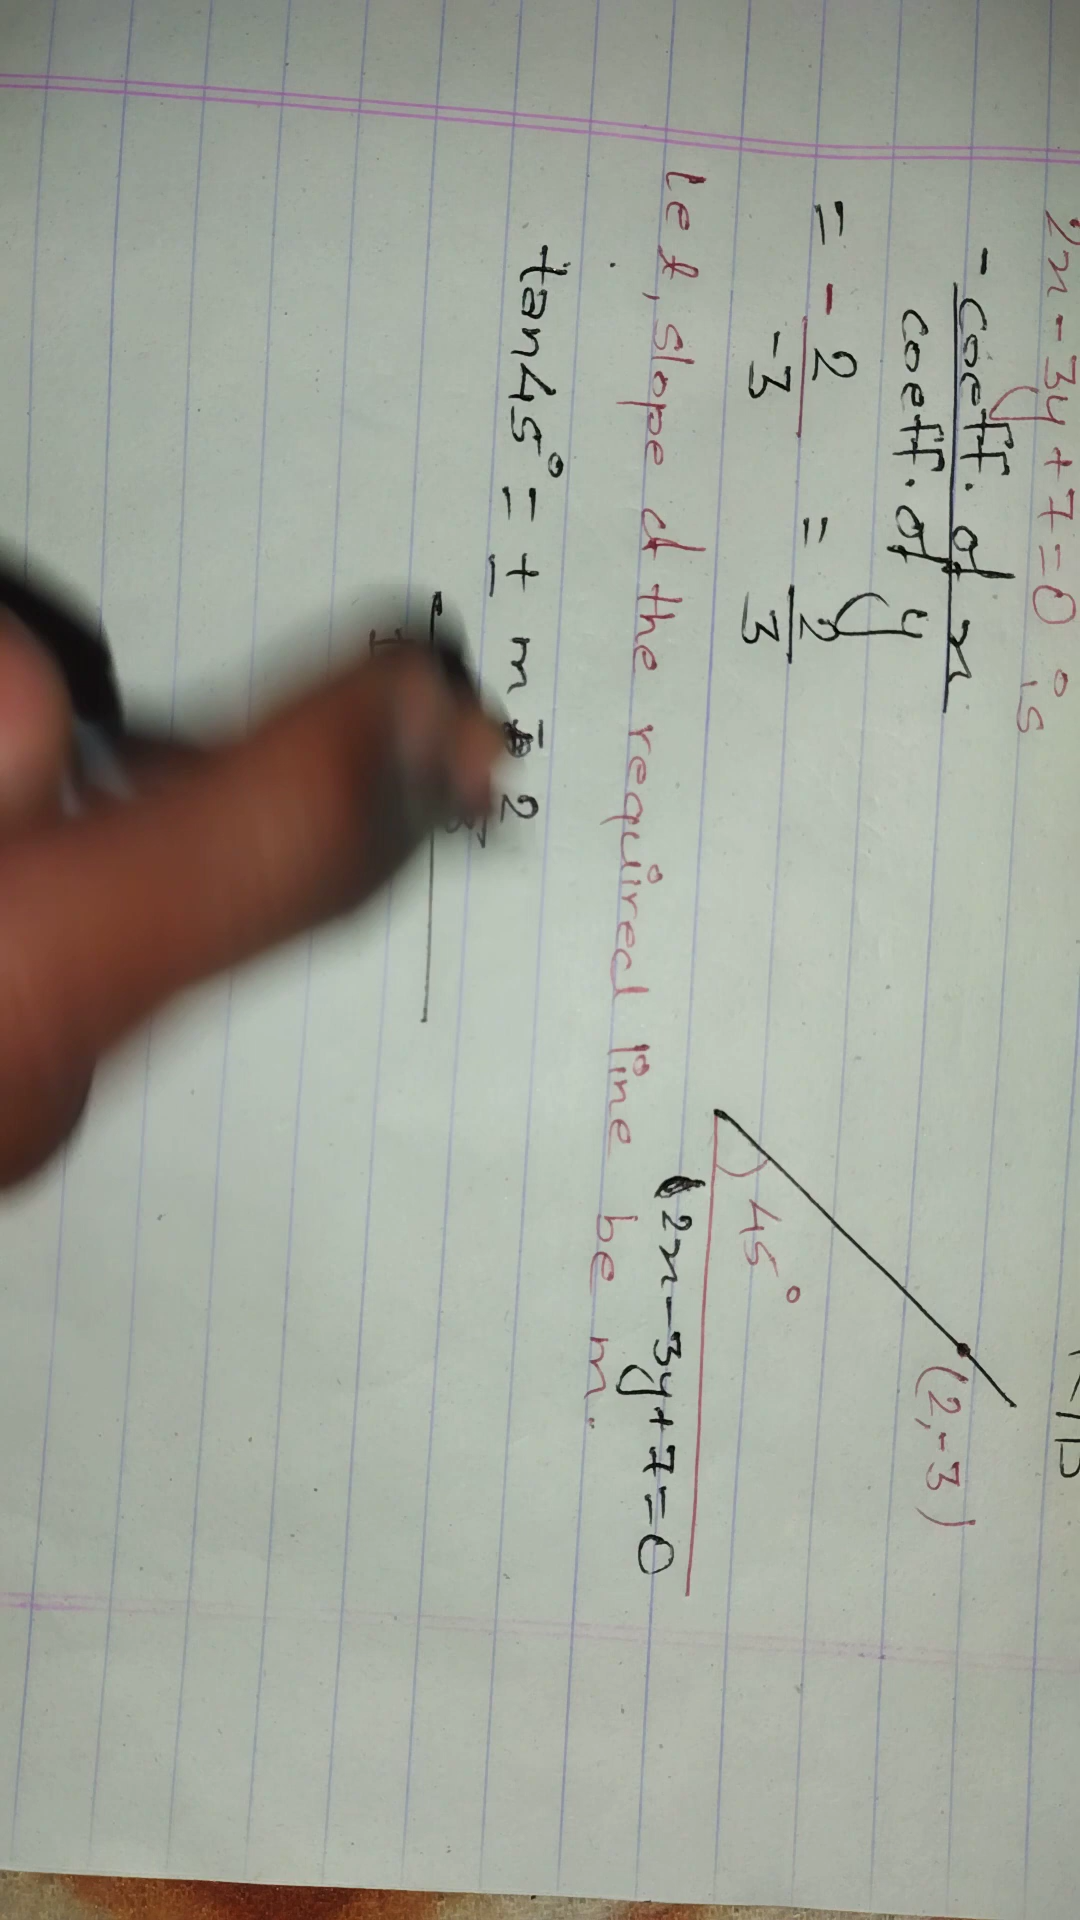 2x-3y+7=0 is
- coeff. of x
coeff. of y
= - 2/-3 = 2/3
45°
(2,-3)
2x-3y+7=0
Let, slope of the required line be m.
tan45° = ± m - 2